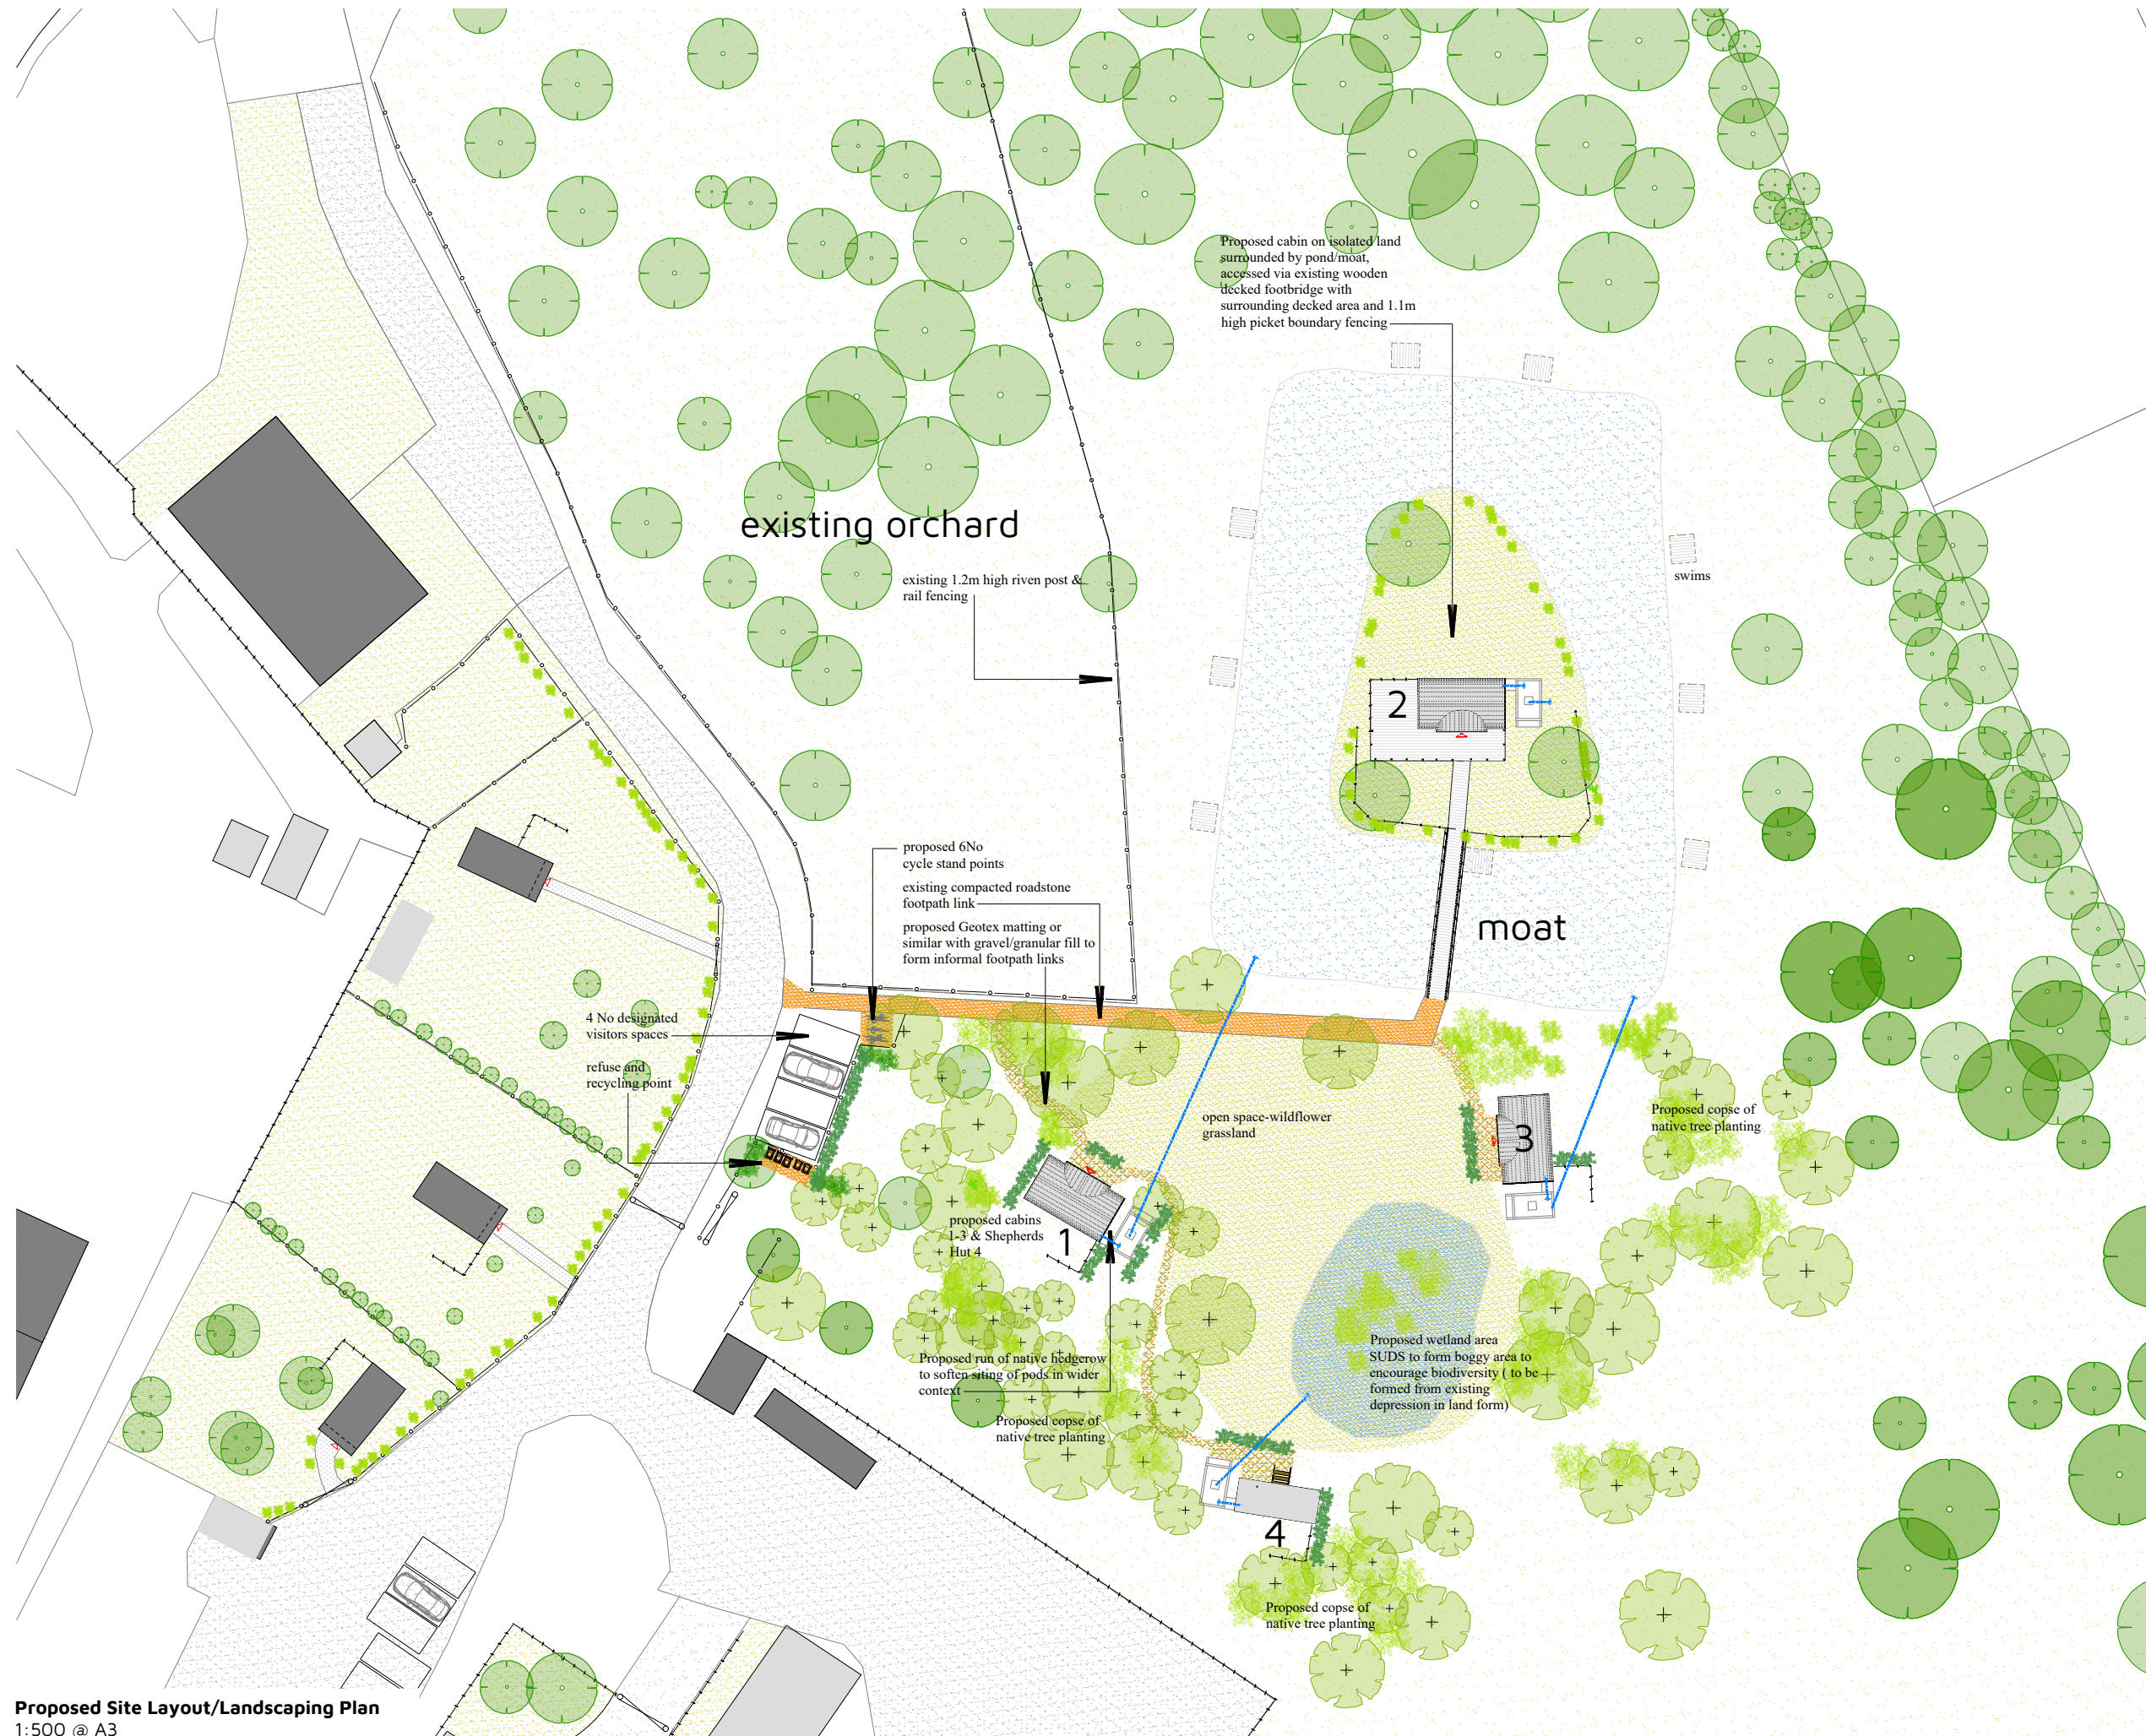 Proposed cabin on isolated land
surrounded by pond/moat,
accessed via existing wooden
decked footbridge with
surrounding decked area and 1.1m
high picket boundary fencing
existing orchard
existing 1.2m high riven post &
rail fencing
swims
2
proposed 6No
cycle stand points
existing compacted roadstone
footpath link
proposed Geotex matting or
similar with gravel/granular fill to
form informal footpath links
moat
4 No designated
visitors spaces
refuse and
recycling point
open space-wildflower
grassland
3
Proposed copse of
native tree planting
proposed cabins
1-3 & Shepherds
Hut 4
1
Proposed wetland area
SUDS to form boggy area to
encourage biodiversity ( to be
formed from existing
depression in land form)
Proposed run of native hedgerow
to soften siting of pods in wider
context
Proposed copse of
native tree planting
4
Proposed copse of
native tree planting
Proposed Site Layout/Landscaping Plan
1:500 @ A3